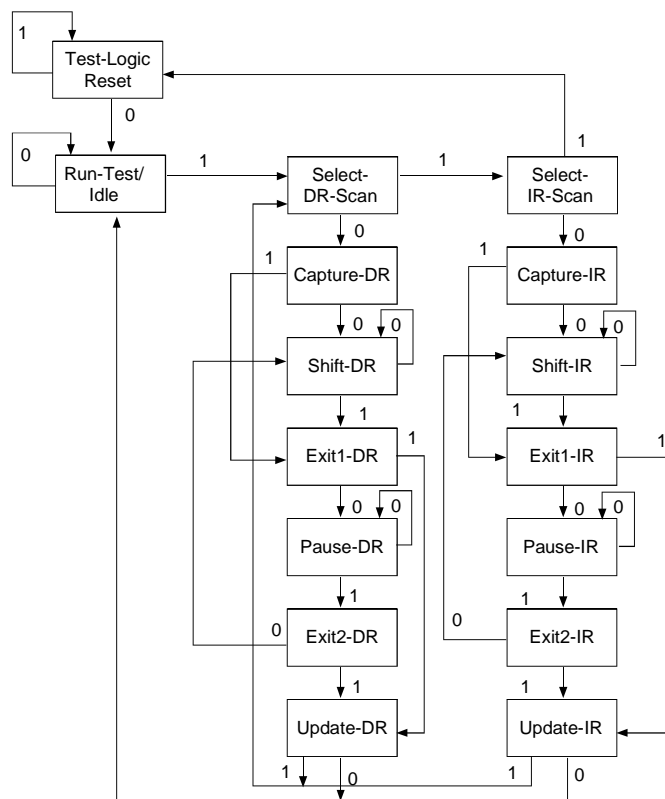 1
Test-Logic
Reset
0
0
Run-Test/
Idle
1
Select-
DR-Scan
1
Select-
IR-Scan
1
0
0
1
Capture-DR
1
Capture-IR
0
0
0
0
Shift-DR
Shift-IR
1
1
Exit1-DR
1
Exit1-IR
1
0
0
0
0
Pause-DR
Pause-IR
1
1
0
Exit2-DR
0
Exit2-IR
1
1
Update-DR
Update-IR
1
0
1
0